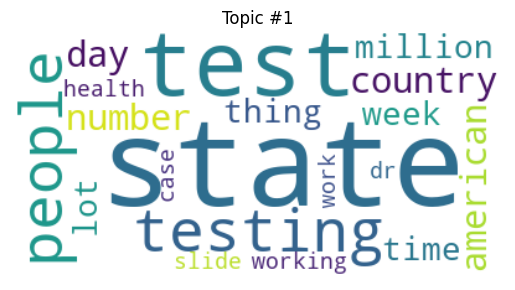 Topic #1
day
test
million
health
country
number
thing
week
people
state
american
case
work
dr
lot
testing
time
slide
working